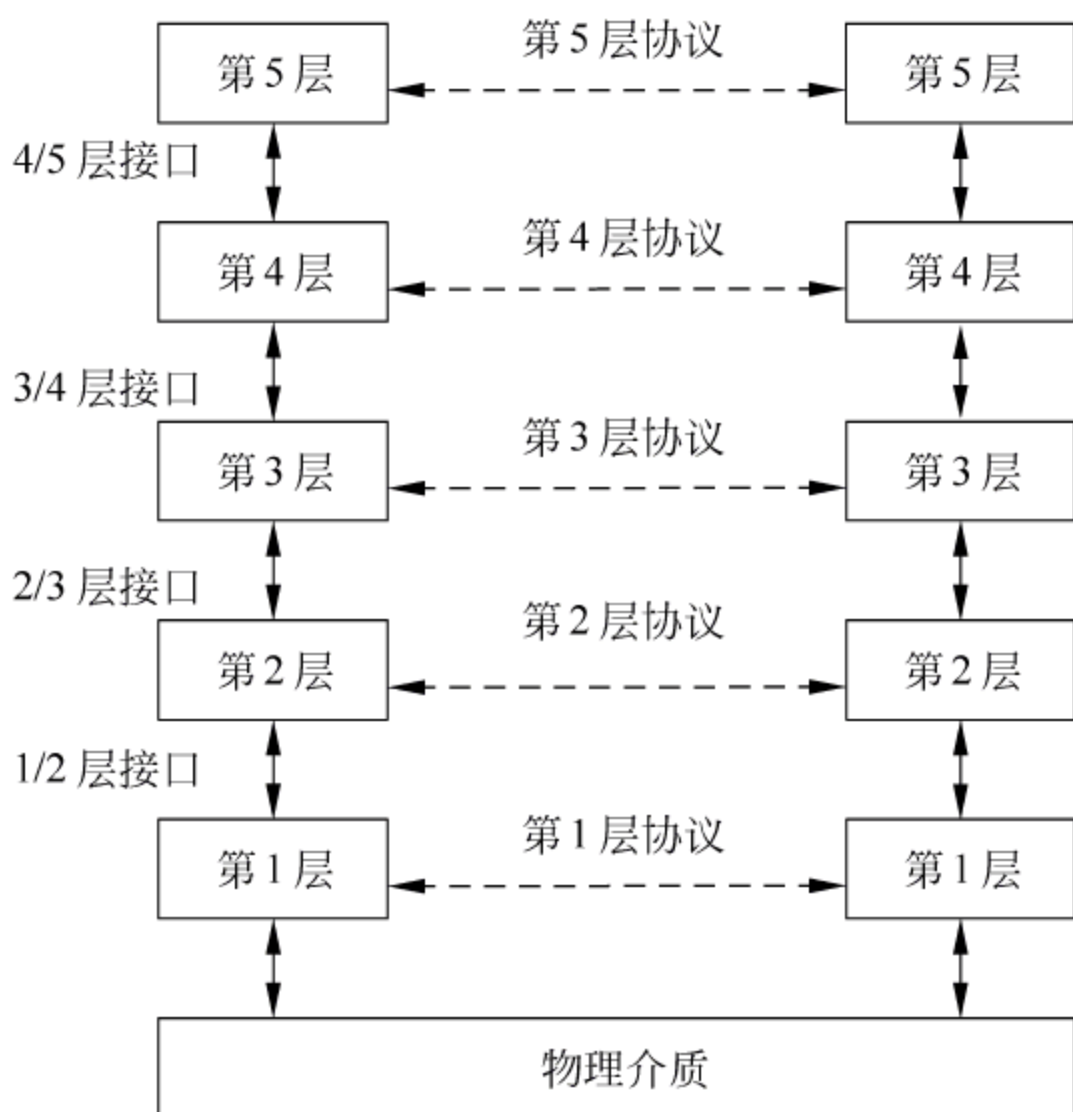 第5层协议
第5层
第5层
4/5层接口
第4层协议
第4层
第4层
3/4层接口
第3层协议
第3层
第3层
2/3层接口
第2层协议
第2层
第2层
1/2层接口
第1层协议
第1层
第1层
物理介质